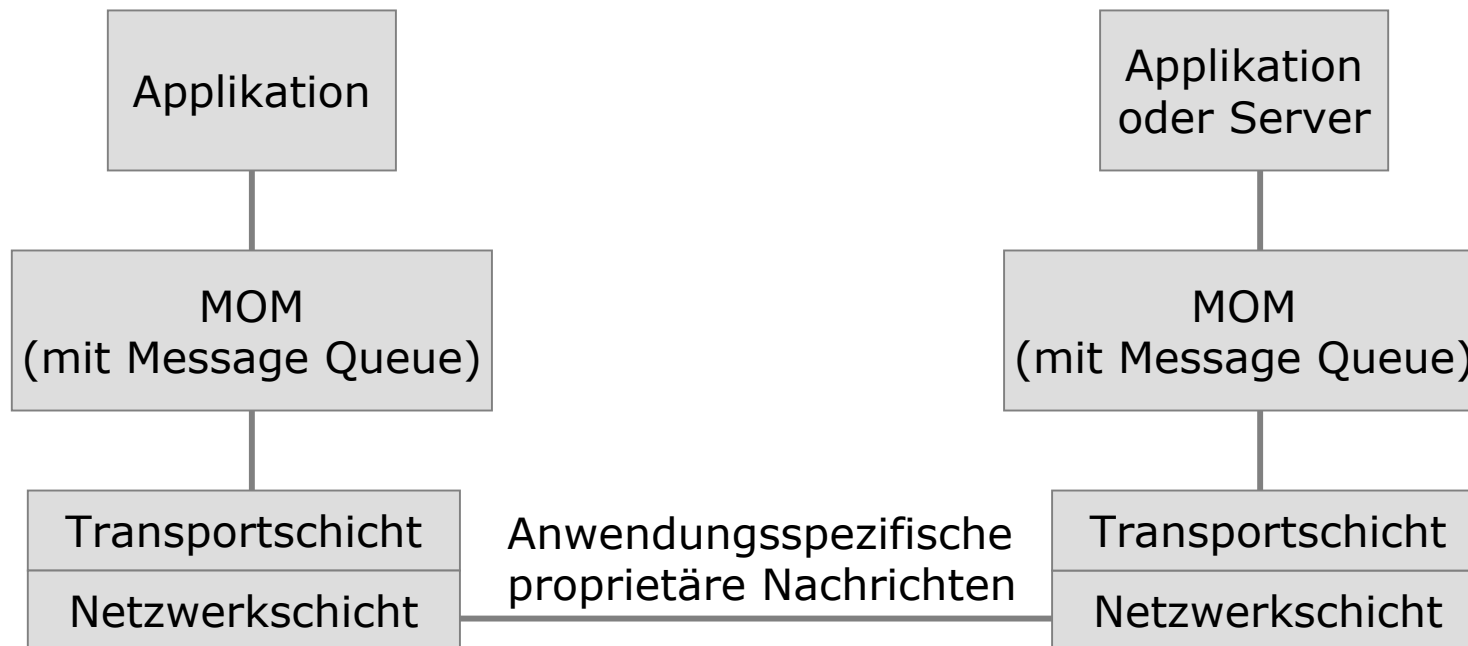 Applikation
Applikation
oder Server
MOM
(mit Message Queue)
MOM
(mit Message Queue)
Transportschicht
Netzwerkschicht
Anwendungsspezifische
proprietäre Nachrichten
Transportschicht
Netzwerkschicht